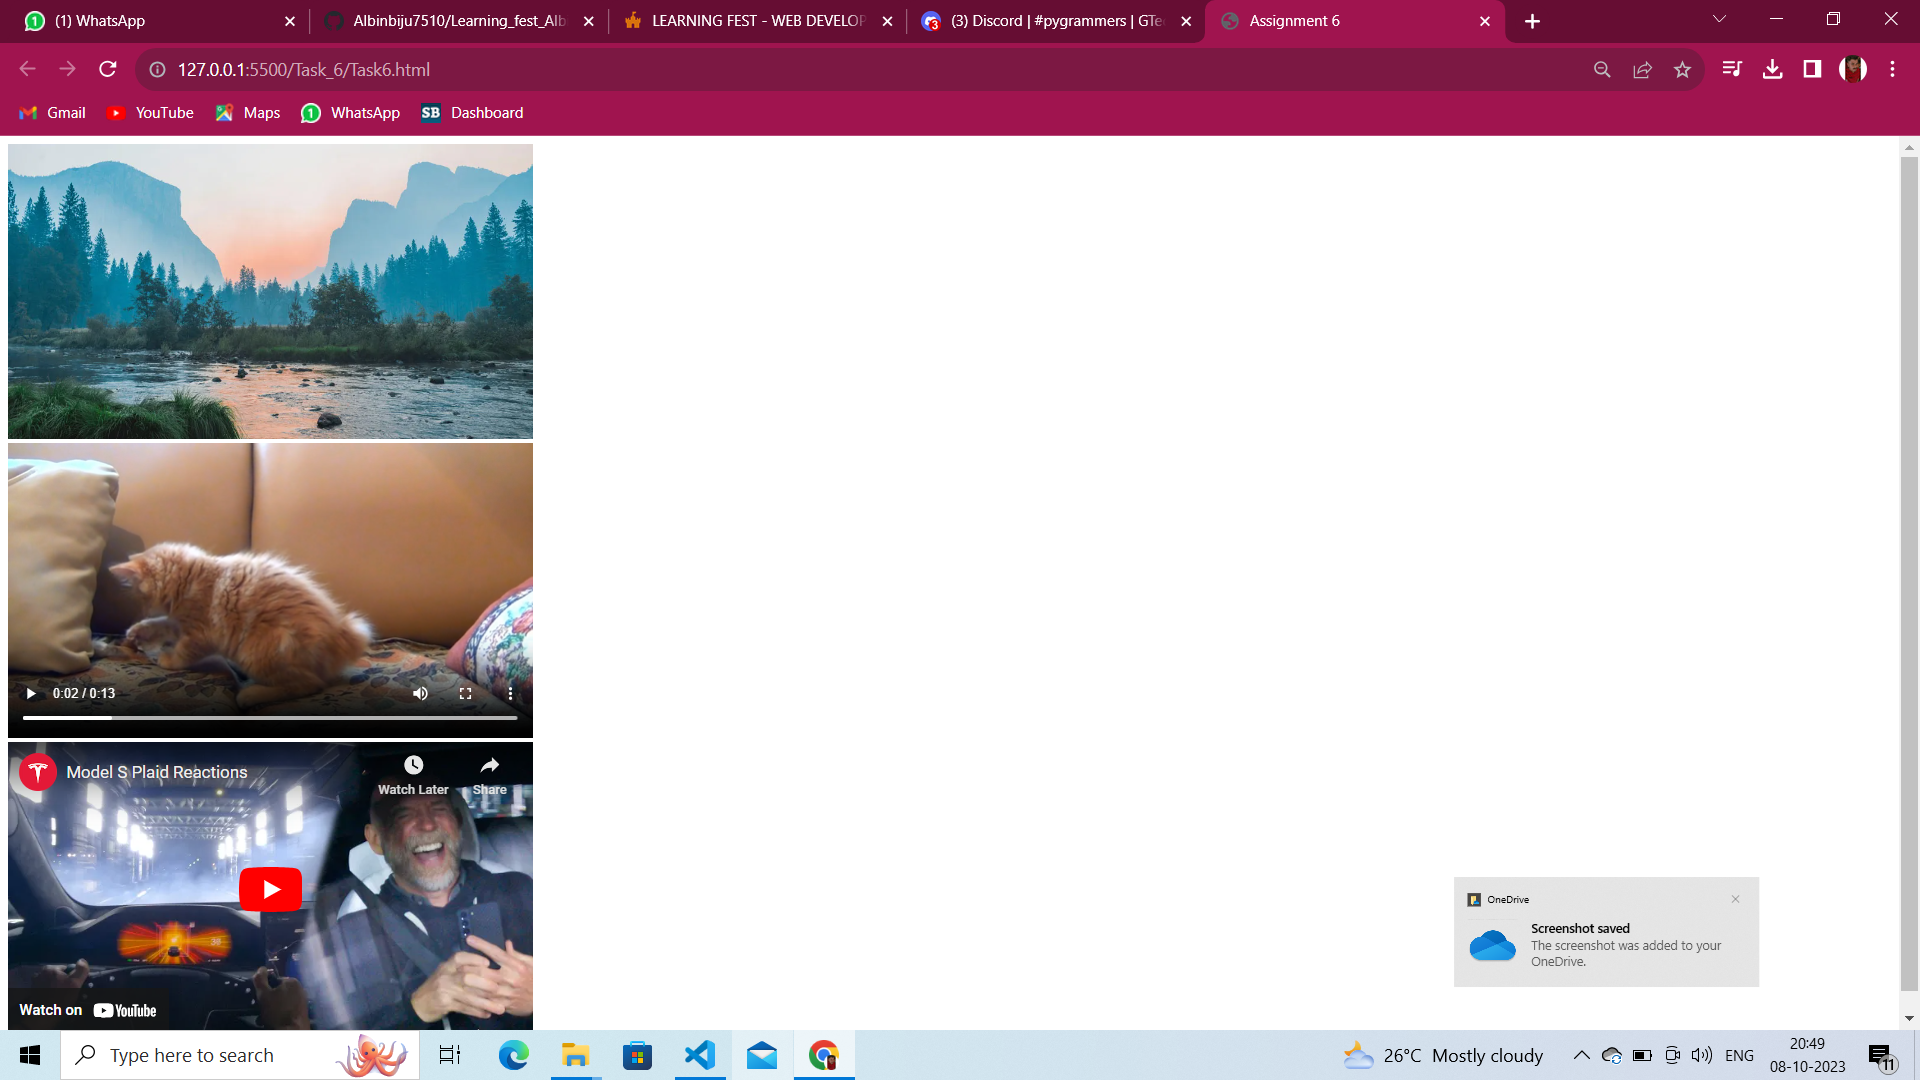 (1) WhatsApp
Albinbiju7510/Learning_fest_Alb
LEARNING FEST - WEB DEVELOP
(3) Discord | #pygrammers | GTe
Assignment 6
127.0.0.1:5500/Task_6/Task6.html
Gmail
YouTube
Maps
WhatsApp
SB Dashboard
0:02 / 0:13
Model S Plaid Reactions
Watch Later
Share
Watch on YouTube
OneDrive
Screenshot saved
The screenshot was added to your
OneDrive.
Type here to search
26°C Mostly cloudy
ENG
20:49
08-10-2023
11